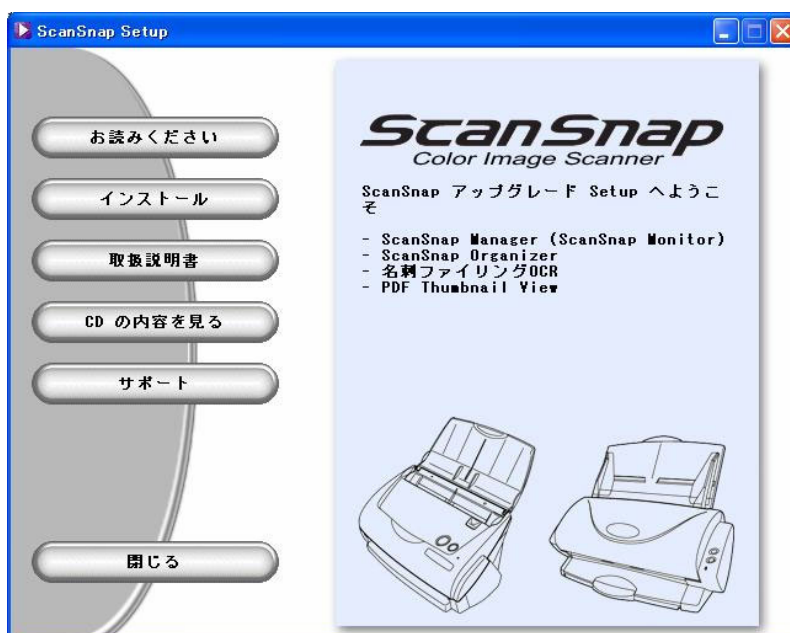 ScanSnap Setup
お読みください
インストール
取扱説明書
CD の内容を見る
サポート
閉じる
ScanSnap
Color Image Scanner
ScanSnap アップグレード Setup へようこ
そ
- ScanSnap Manager (ScanSnap Monitor)
- ScanSnap Organizer
- 名刺ファイリングOCR
- PDF Thumbnail View